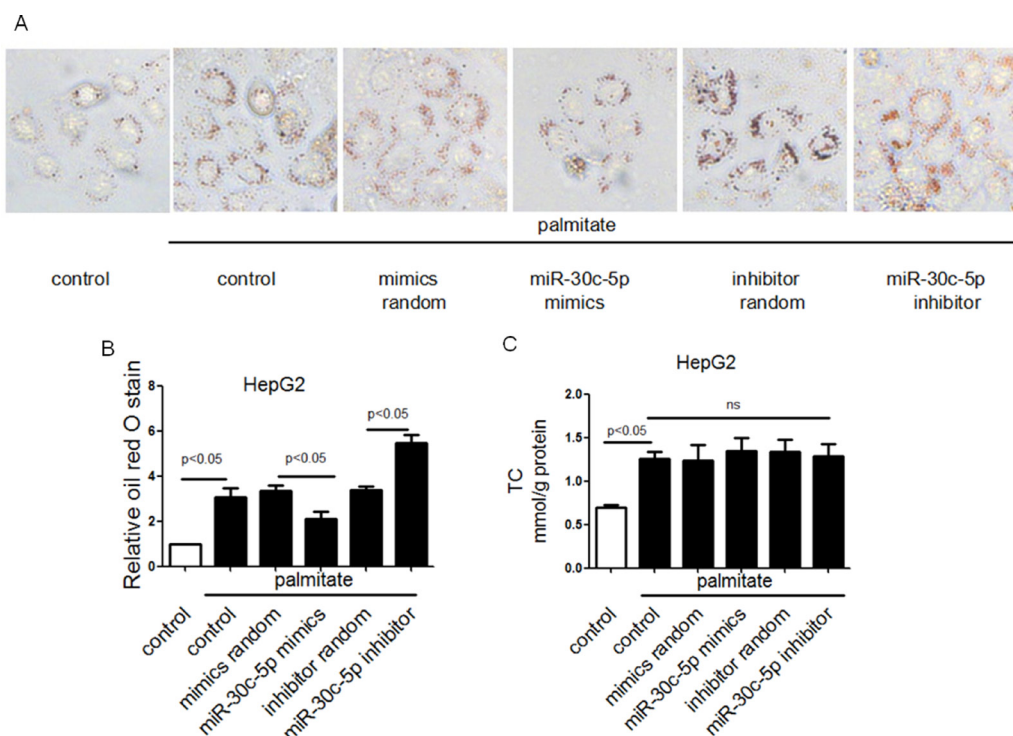 A
palmitate
control
control
mimics
random
miR-30c-5p
mimics
inhibitor
random
miR-30c-5p
inhibitor
B
HepG2
Relative oil red O stain
8
6
4
2
0
p<0.05
p<0.05
p<0.05
palmitate
control
control
mimics random
miR-30c-5p mimics
inhibitor random
miR-30c-5p inhibitor
C
HepG2
TC
mmol/g protein
2.0
1.5
1.0
0.5
0.0
p<0.05
ns
palmitate
control
control
mimics random
miR-30c-5p mimics
inhibitor random
miR-30c-5p inhibitor